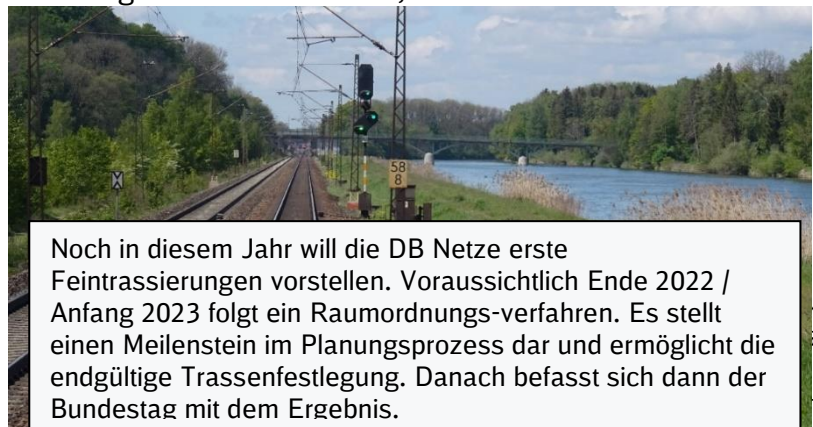 58
8
Noch in diesem Jahr will die DB Netze erste
Feintrassierungen vorstellen. Voraussichtlich Ende 2022 /
Anfang 2023 folgt ein Raumordnungs-verfahren. Es stellt
einen Meilenstein im Planungsprozess dar und ermöglicht die
endgültige Trassenfestlegung. Danach befasst sich dann der
Bundestag mit dem Ergebnis.